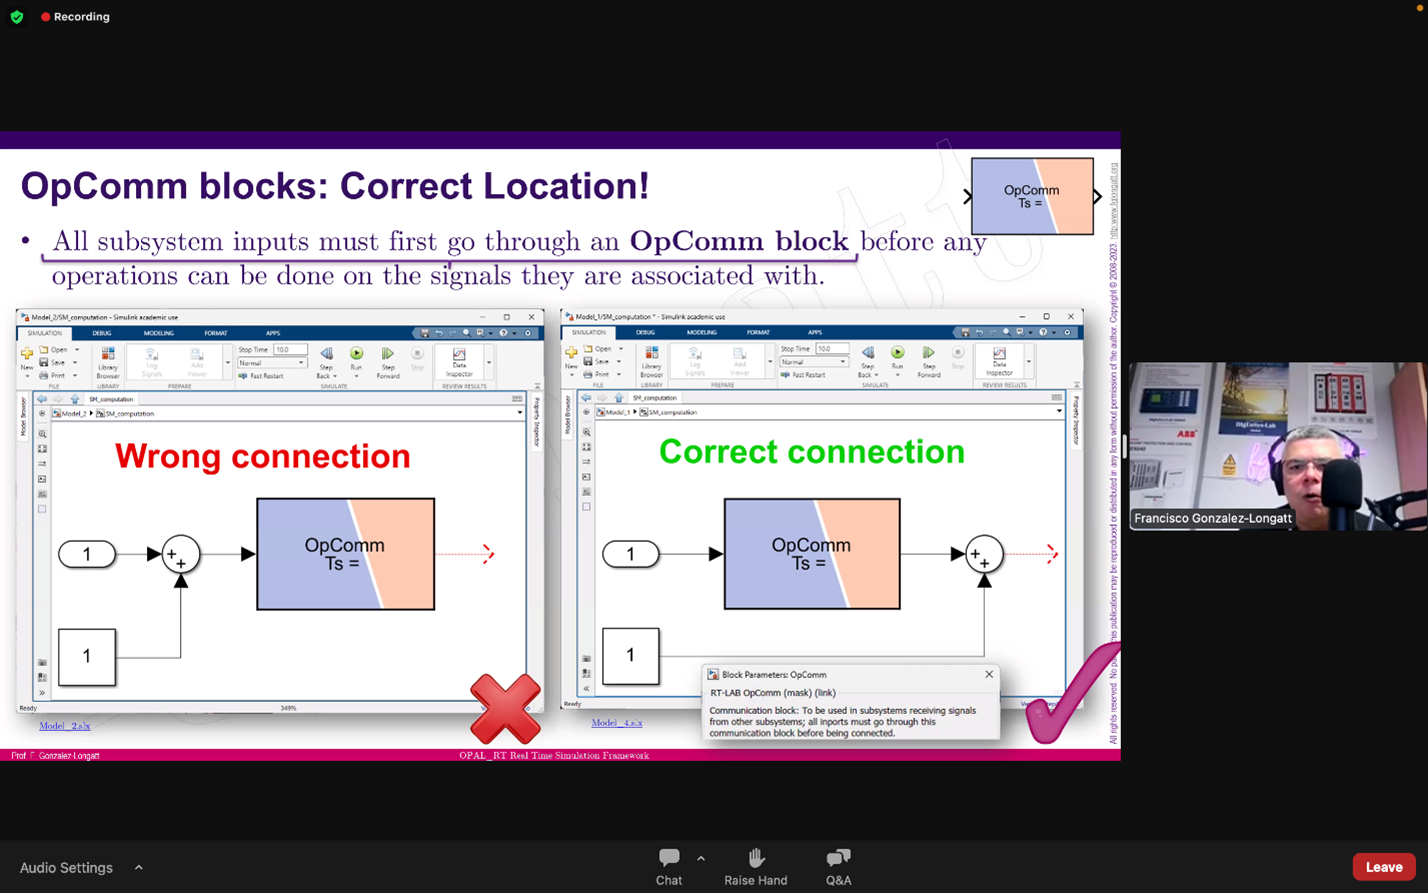 Recording
OpComm blocks: Correct Location!
OpComm
Ts =
• All subsystem inputs must first go through an OpComm block before any
operations can be done on the signals they are associated with.
Model_2/SM_computation - Simulink academic use
SIMULATION DEBUG MODELING FORMAT APPS
New
Open
Save
Print
FILE
Library
Browser
LIBRARY
Log
Signals
Add
Viewer
PREPARE
Stop Time 10.0
Normal
Fast Restart
Step
Back
Run
Step
Forward
Stop
SIMULATE
Data
Inspector
REVIEW RESULTS
SM_computation
Model_2 SM_computation
Model Browser
Property Inspector
Wrong connection
1
++
OpComm
Ts =
1
Ready 349%
Model_2.slx
Model_1/SM_computation * - Simulink academic use
SIMULATION DEBUG MODELING FORMAT APPS
New
Open
Save
Print
FILE
Library
Browser
LIBRARY
Log
Signals
Add
Viewer
PREPARE
Stop Time 10.0
Normal
Fast Restart
Step
Back
Run
Step
Forward
Stop
SIMULATE
Data
Inspector
REVIEW RESULTS
SM_computation
Model_1 SM_computation
Model Browser
Property Inspector
Correct connection
1
OpComm
Ts =
++
1
Ready
Model_4.slx
Block Parameters: OpComm
RT-LAB OpComm (mask) (link)
Communication block: To be used in subsystems receiving signals
from other subsystems; all inports must go through this
communication block before being connected.
Prof F. Gonzalez-Longatt
OPAL_RT Real Time Simulation Framework
this publication may be reproduced or distributed in any form without permission of the author. Copyright © 2008-2023. http:www.fglongatt.org
All rights reserved. No
DIgEnSys-Lab
ABB
Francisco Gonzalez-Longatt
Audio Settings
Chat
Raise Hand
Q&A
Leave